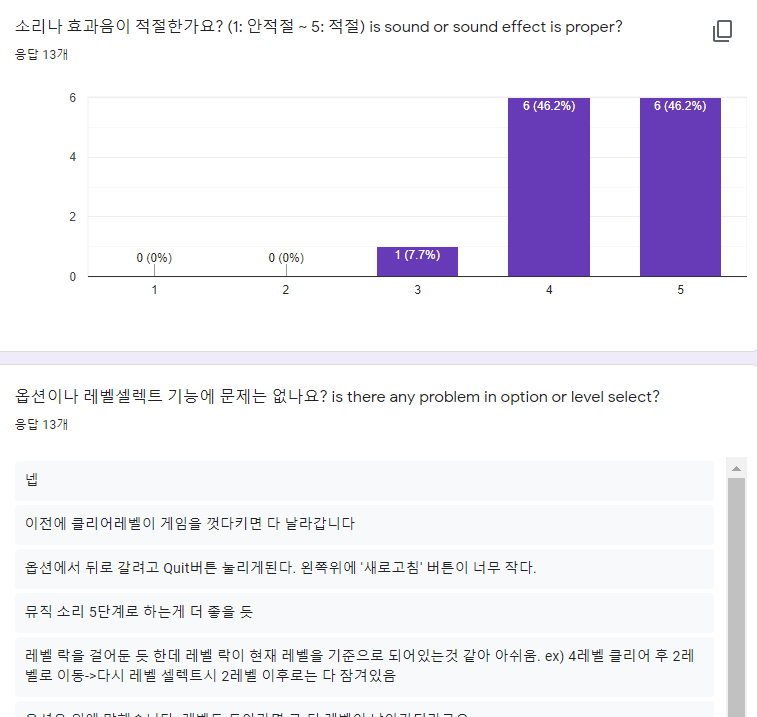 소리나 효과음이 적절한가요? (1: 안적절 ~ 5: 적절) is sound or sound effect is proper?
응답 13개
6
4
2
0
0 (0%)
0 (0%)
1 (7.7%)
6 (46.2%)
6 (46.2%)
1
2
3
4
5
옵션이나 레벨셀렉트 기능에 문제는 없나요? is there any problem in option or level select?
응답 13개
넵
이전에 클리어레벨이 게임을 껏다키면 다 날라갑니다
옵션에서 뒤로 갈려고 Quit버튼 눌리게된다. 왼쪽위에 '새로고침' 버튼이 너무 작다.
뮤직 소리 5단계로 하는게 더 좋을 듯
레벨 락을 걸어둔 듯 한데 레벨 락이 현재 레벨을 기준으로 되어있는것 같아 아쉬움. ex) 4레벨 클리어 후 2레
벨로 이동->다시 레벨 셀렉트시 2레벨 이후로는 다 잠겨있음